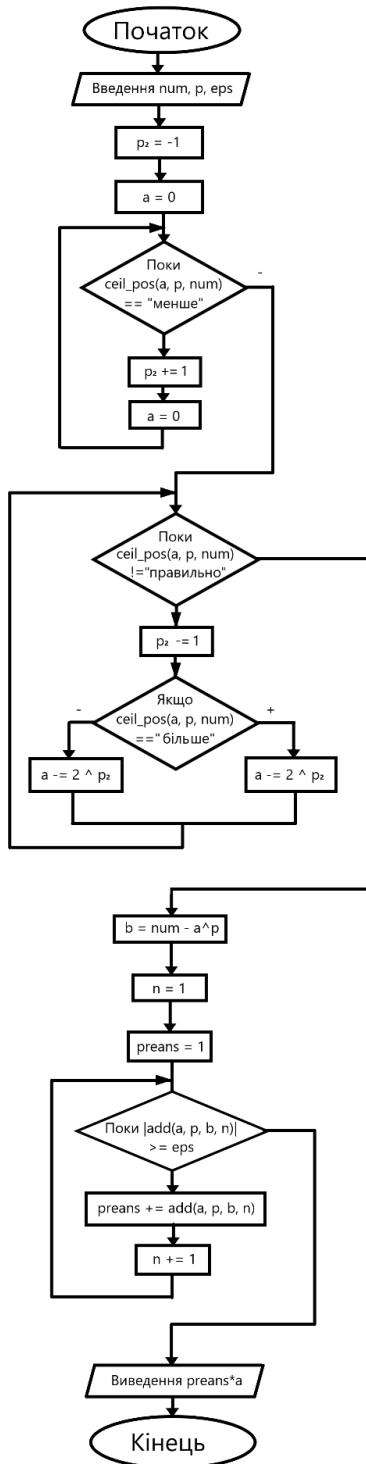 Початок
Введення num, p, eps
p₂ = -1
a = 0
Поки
ceil_pos(a, p, num)
== "менше"
-
p₂ += 1
a = 0
Поки
ceil_pos(a, p, num)
!="правильно"
p₂ -= 1
Якщо
ceil_pos(a, p, num)
=="більше"
-
+
a -= 2 ^ p₂
a -= 2 ^ p₂
b = num - a^p
n = 1
preans = 1
Поки |add(a, p, b, n)|
>= eps
preans += add(a, p, b, n)
n += 1
Виведення preans*a
Кінець